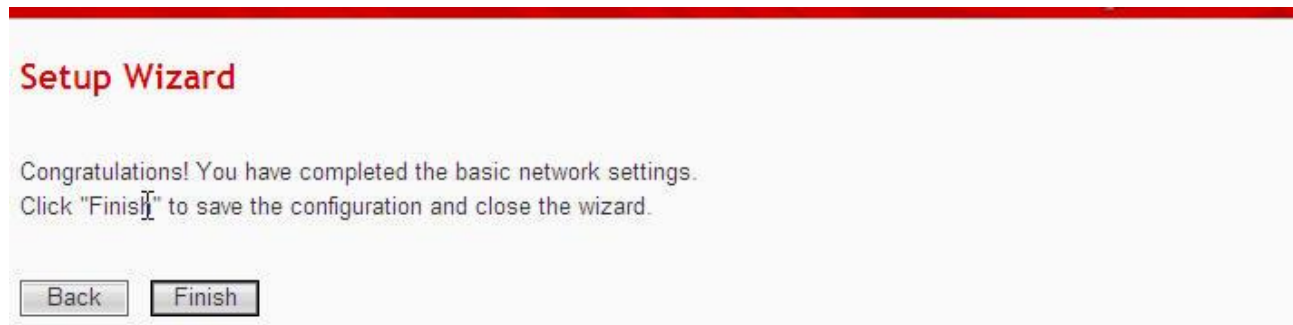 Setup Wizard
Congratulations! You have completed the basic network settings.
Click "Finish" to save the configuration and close the wizard.
Back Finish